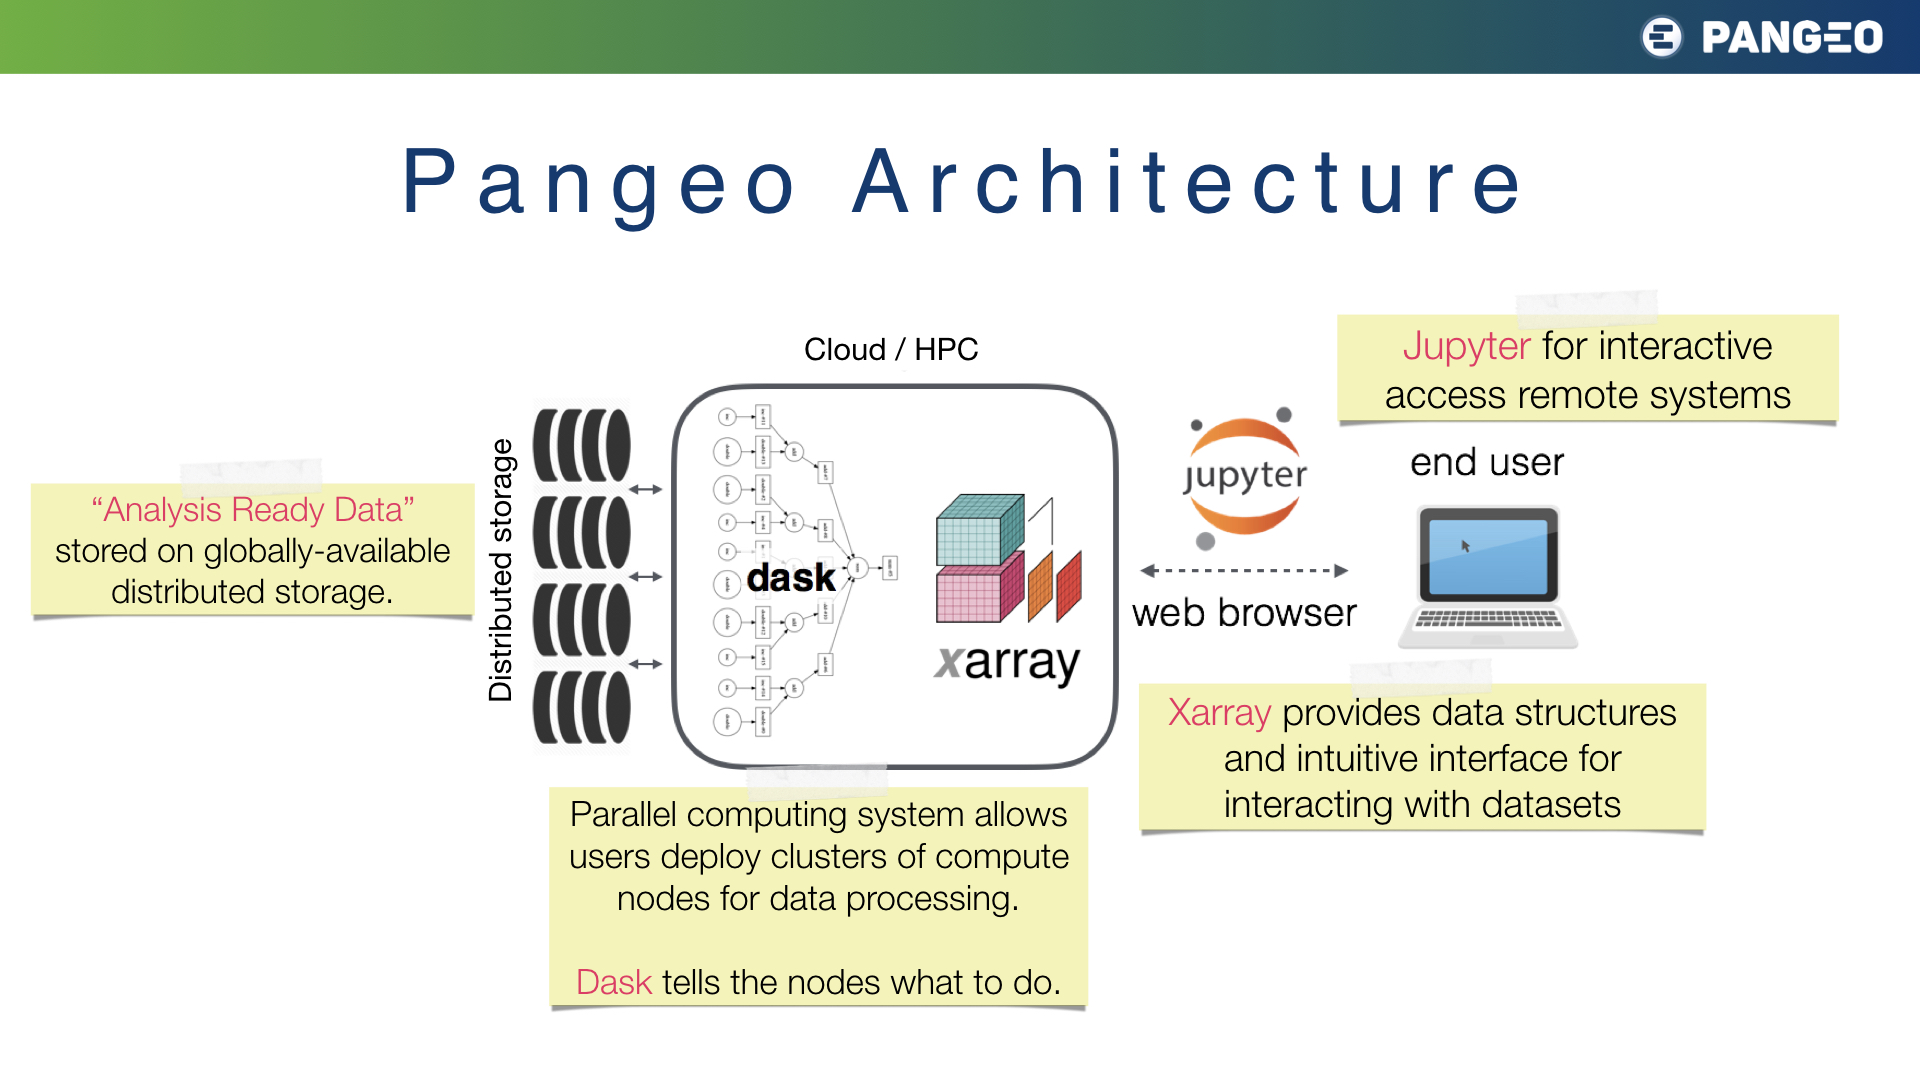 PANGEO
Pangeo Architecture
Cloud / HPC
Jupyter for interactive
access remote systems
"Analysis Ready Data"
stored on globally-available
distributed storage.
Distributed storage
dask
xarray
jupyter
end user
web browser
Xarray provides data structures
and intuitive interface for
interacting with datasets
Parallel computing system allows
users deploy clusters of compute
nodes for data processing.
Dask tells the nodes what to do.